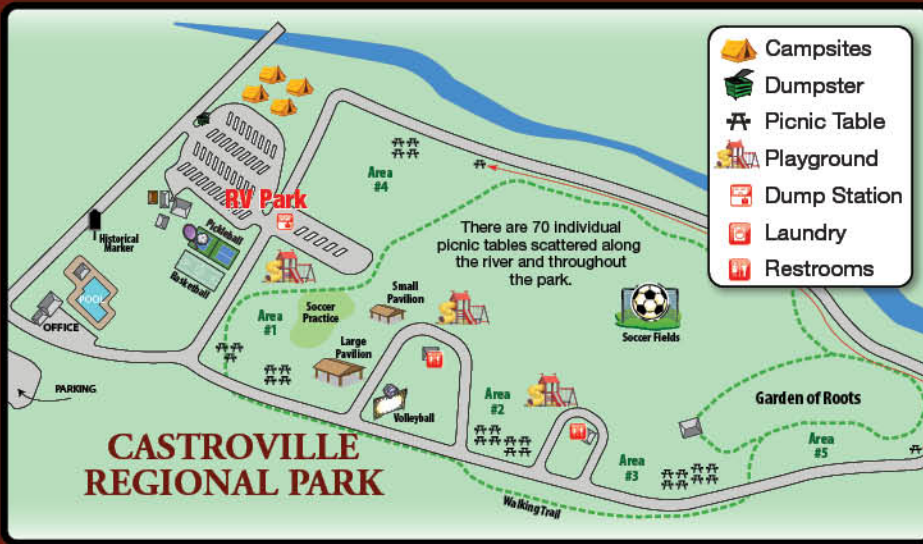 Campsites
Dumpster
Picnic Table
Playground
Dump Station
Laundry
Restrooms
Area
#4
RV Park
There are 70 individual
picnic tables scattered along
the river and throughout
the park.
Historical
Marker
Pickleball
Basketball
POOL
OFFICE
PARKING
Area
#1
Soccer
Practice
Small
Pavilion
Large
Pavilion
Volleyball
Soccer Fields
Area
#2
Garden of Roots
Area
#5
Area
#3
Walking Trail
CASTROVILLE
REGIONAL PARK